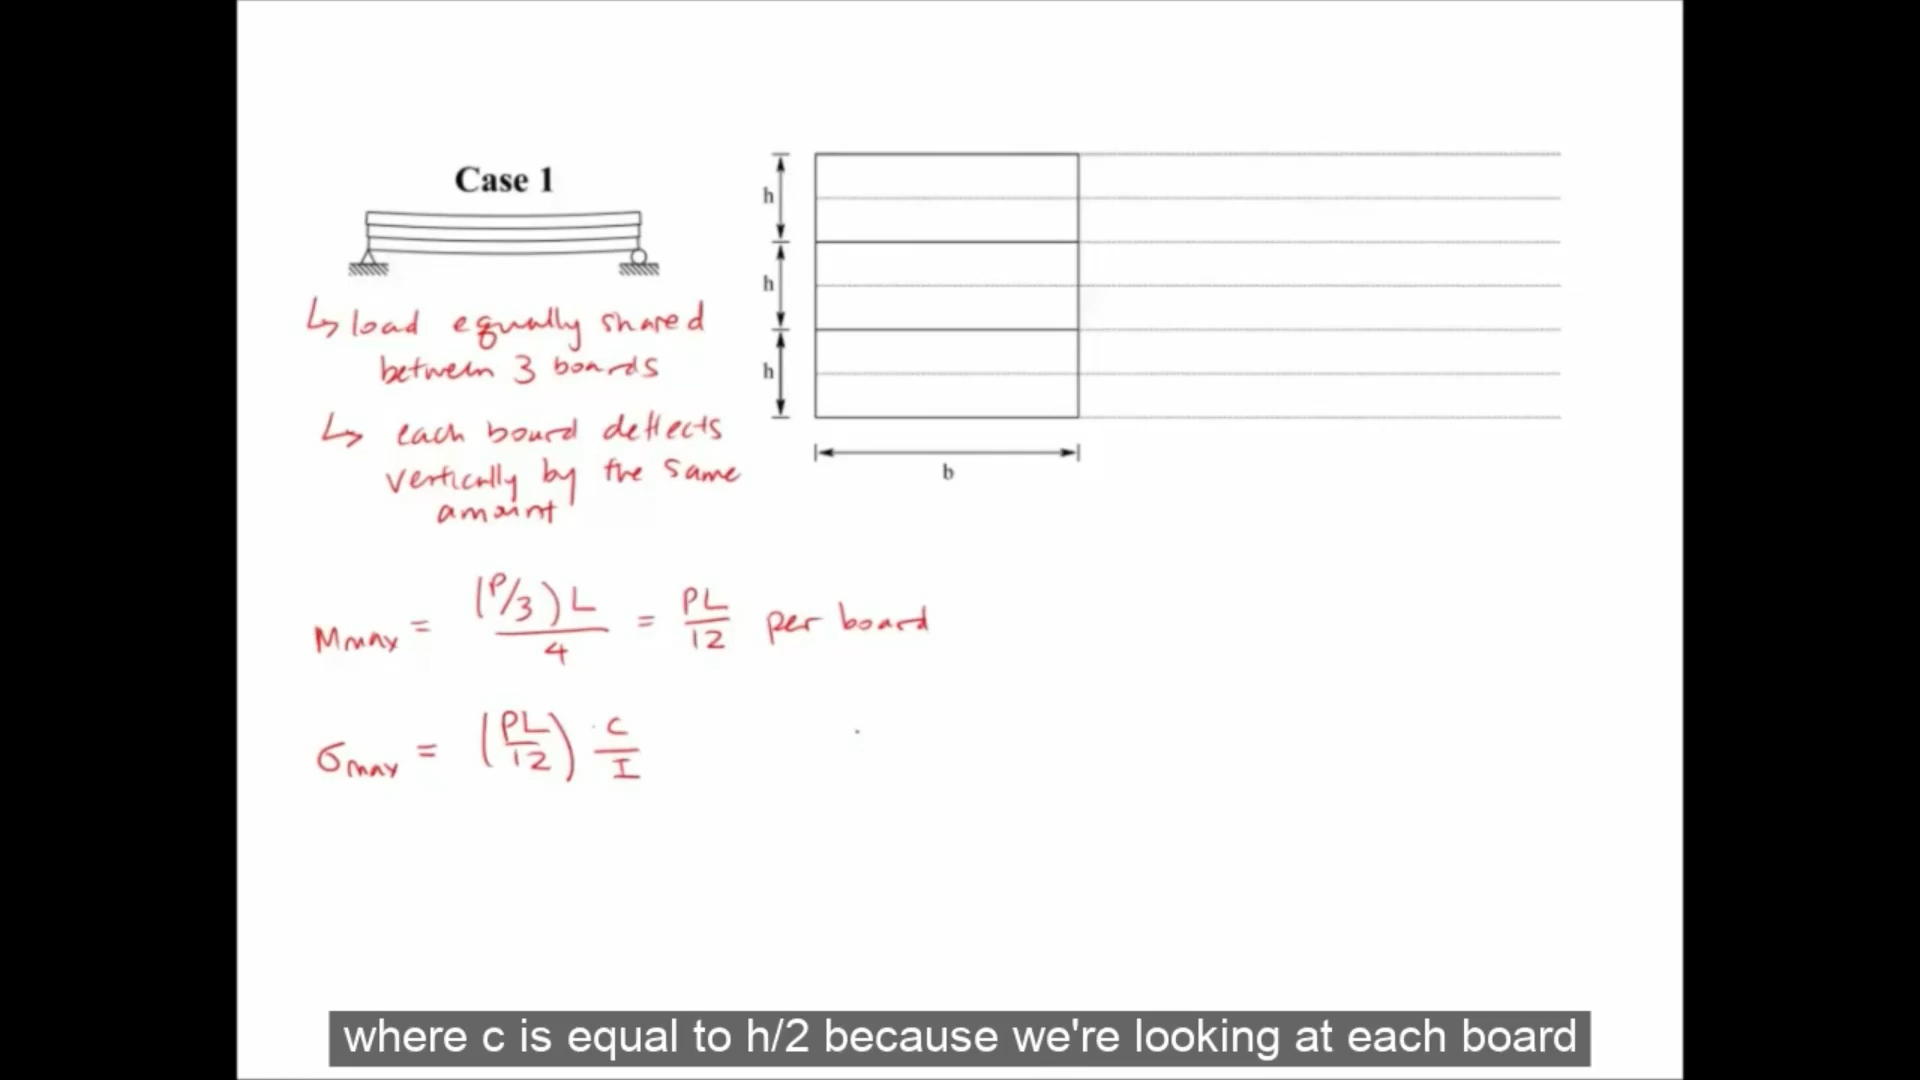 Case 1
h
h
h
b
↳ load equally shared
between 3 boards
↳ each board deflects
vertically by the same
amount
Mmax = (P/3)L / 4 = PL / 12 per board
σmax = (PL / 12) · C / I
where c is equal to h/2 because we're looking at each board